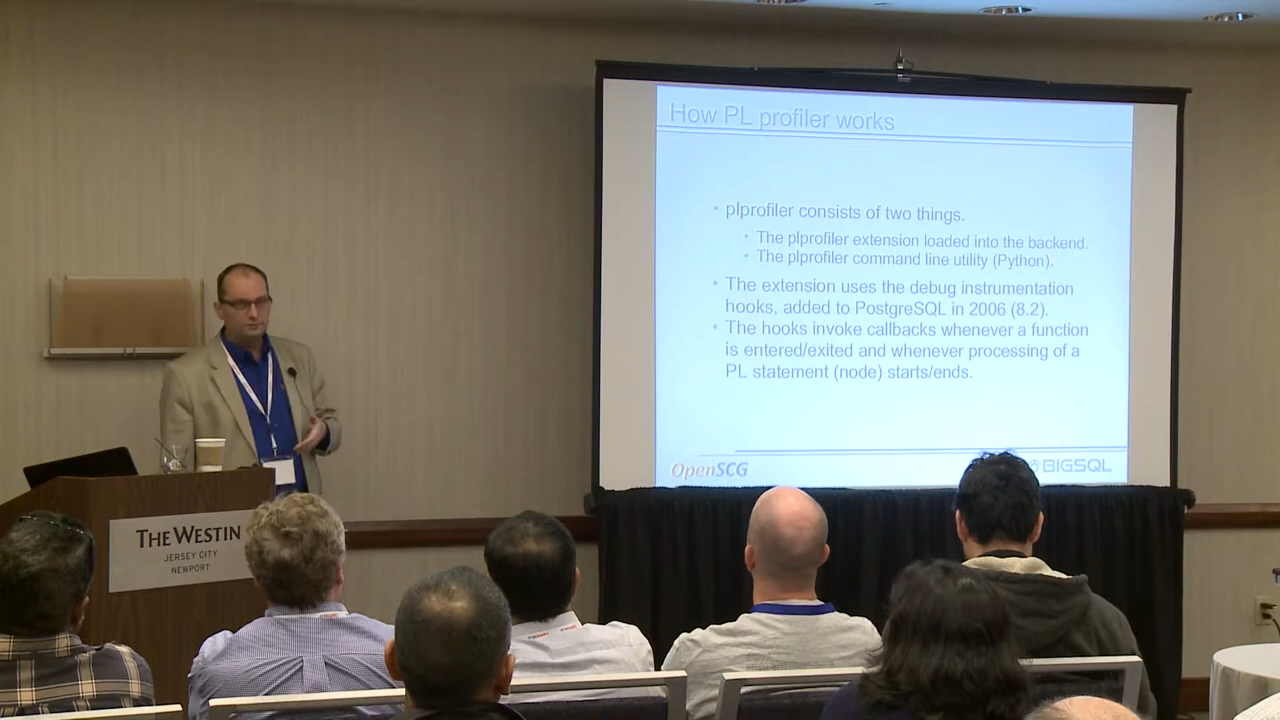 How PL profiler works
• plprofiler consists of two things.
• The plprofiler extension loaded into the backend.
• The plprofiler command line utility (Python).
• The extension uses the debug instrumentation
hooks, added to PostgreSQL in 2006 (8.2).
• The hooks invoke callbacks whenever a function
is entered/exited and whenever processing of a
PL statement (node) starts/ends.
OpenSCG
BIGSQL
THE WESTIN
JERSEY CITY
NEWPORT